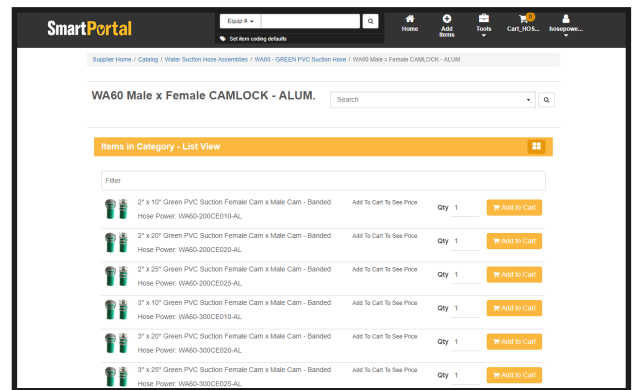 SmartPortal
Equip #
Set item coding defaults
Home
Add Items
Tools
Cart_HOS...
0
hosepowe...
Supplier Home / Catalog / Water Suction Hose Assemblies / WA60 - GREEN PVC Suction Hose / WA60 Male x Female CAMLOCK - ALUM.
WA60 Male x Female CAMLOCK - ALUM.
Search
Items in Category - List View
Filter
2" x 10" Green PVC Suction Female Cam x Male Cam - Banded Add To Cart To See Price Qty 1 Add to Cart
Hose Power: WA60-200CE010-AL
2" x 20" Green PVC Suction Female Cam x Male Cam - Banded Add To Cart To See Price Qty 1 Add to Cart
Hose Power: WA60-200CE020-AL
2" x 25" Green PVC Suction Female Cam x Male Cam - Banded Add To Cart To See Price Qty 1 Add to Cart
Hose Power: WA60-200CE025-AL
3" x 10" Green PVC Suction Female Cam x Male Cam - Banded Add To Cart To See Price Qty 1 Add to Cart
Hose Power: WA60-300CE010-AL
3" x 20" Green PVC Suction Female Cam x Male Cam - Banded Add To Cart To See Price Qty 1 Add to Cart
Hose Power: WA60-300CE020-AL
3" x 25" Green PVC Suction Female Cam x Male Cam - Banded Add To Cart To See Price Qty 1 Add to Cart
Hose Power: WA60-300CE025-AL